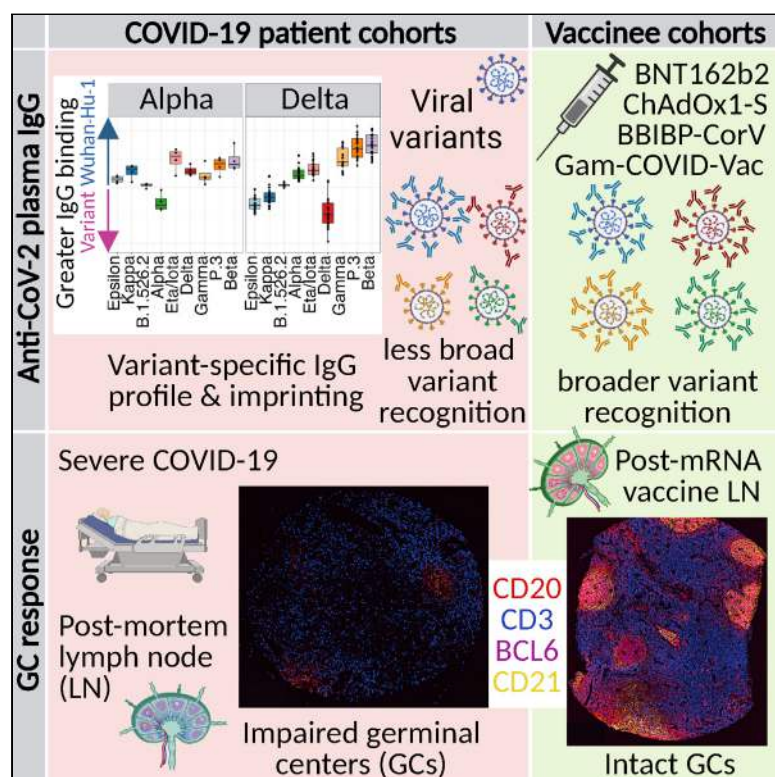 COVID-19 patient cohorts
Vaccinee cohorts
Anti-CoV-2 plasma IgG
Greater IgG binding
Variant
Wuhan-Hu-1
Alpha
Delta
Epsilon
Kappa
B.1.526.2
Alpha
Eta/Iota
Delta
Gamma
P.3
Beta
Epsilon
Kappa
B.1.526.2
Alpha
Eta/Iota
Delta
Gamma
P.3
Beta
Variant-specific IgG
profile & imprinting
Viral
variants
less broad
variant
recognition
BNT162b2
ChAdOx1-S
BBIBP-CorV
Gam-COVID-Vac
broader variant
recognition
GC response
Severe COVID-19
Post-mortem
lymph node
(LN)
Impaired germinal
centers (GCs)
CD20
CD3
BCL6
CD21
Post-mRNA
vaccine LN
Intact GCs